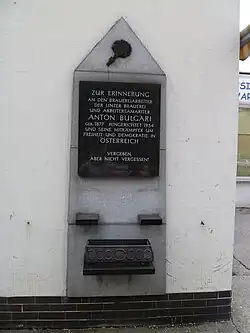 ZUR ERINNERUNG
AN DEN BRAUEREIARBEITER
DER LINZER BRAUEREI
UND ARBEITERSAMARITER
ANTON BULGARI
GEB. 1877 HINGERICHTET 1934
UND SEINE MITKÄMPFER UM
FREIHEIT UND DEMOKRATIE IN
ÖSTERREICH
VERGEBEN,
ABER NICHT VERGESSEN!